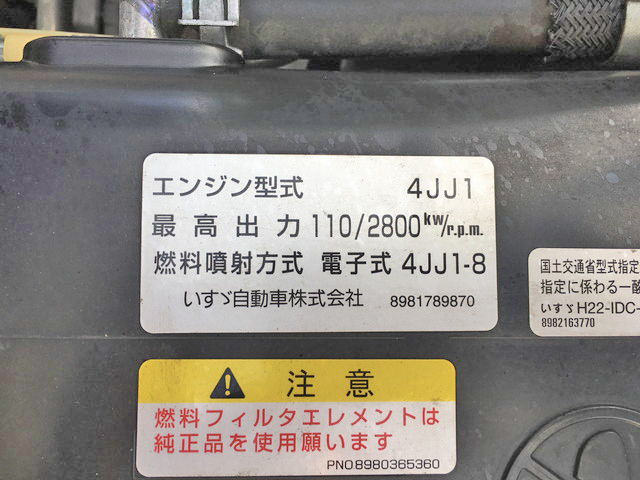 エンジン型式 4JJ1
最高出力 110/2800kw/r.p.m.
燃料噴射方式 電子式 4JJ1-8
いすゞ自動車株式会社 8981789870
国土交通省型式指定
指定に係わる一酸
いすゞH22-IDC-
8982163770
注意
燃料フィルタエレメントは
純正品を使用願います
PNO8980365360